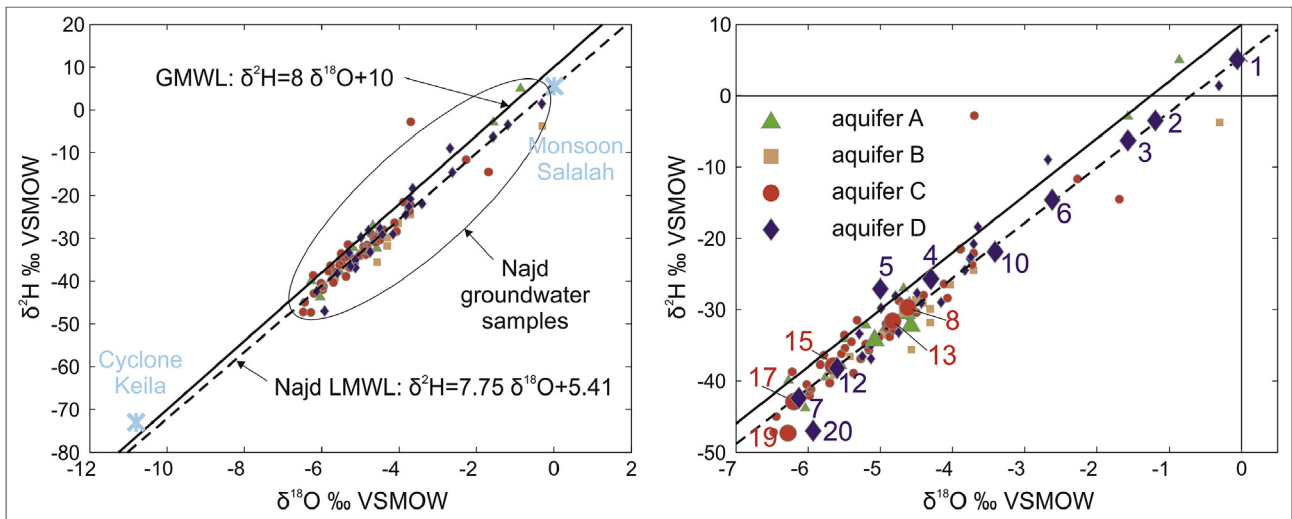 20
10
0
-10
-20
-30
-40
-50
-60
-70
-80
δ²H ‰ VSMOW
-12
-10
-8
-6
-4
-2
0
2
δ¹⁸O ‰ VSMOW
GMWL: δ²H=8 δ¹⁸O+10
Monsoon
Salalah
Najd
groundwater
samples
Cyclone
Keila
Najd LMWL: δ²H=7.75 δ¹⁸O+5.41
20
10
0
-10
-20
-30
-40
-50
δ²H ‰ VSMOW
-7
-6
-5
-4
-3
-2
-1
0
δ¹⁸O ‰ VSMOW
aquifer A
aquifer B
aquifer C
aquifer D
1
2
3
6
4
5
10
8
15
13
17
12
7
19
20